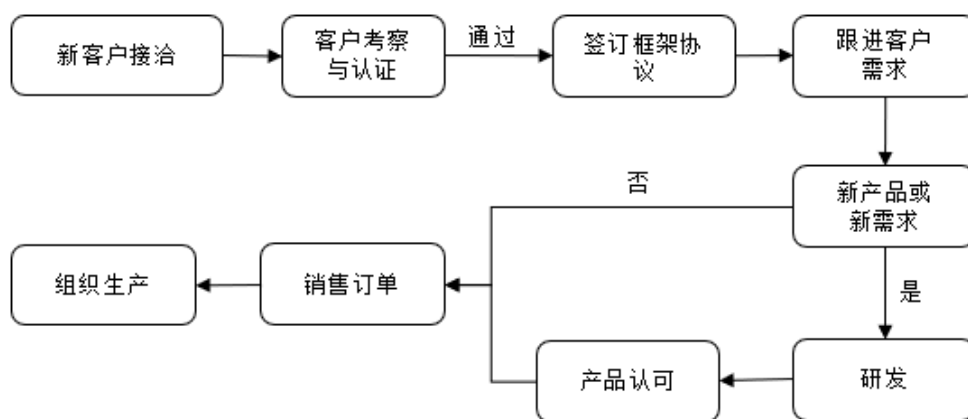 新客户接洽
客户考察
与认证
通过
签订框架协
议
跟进客户
需求
否
新产品或
新需求
组织生产
销售订单
是
产品认可
研发